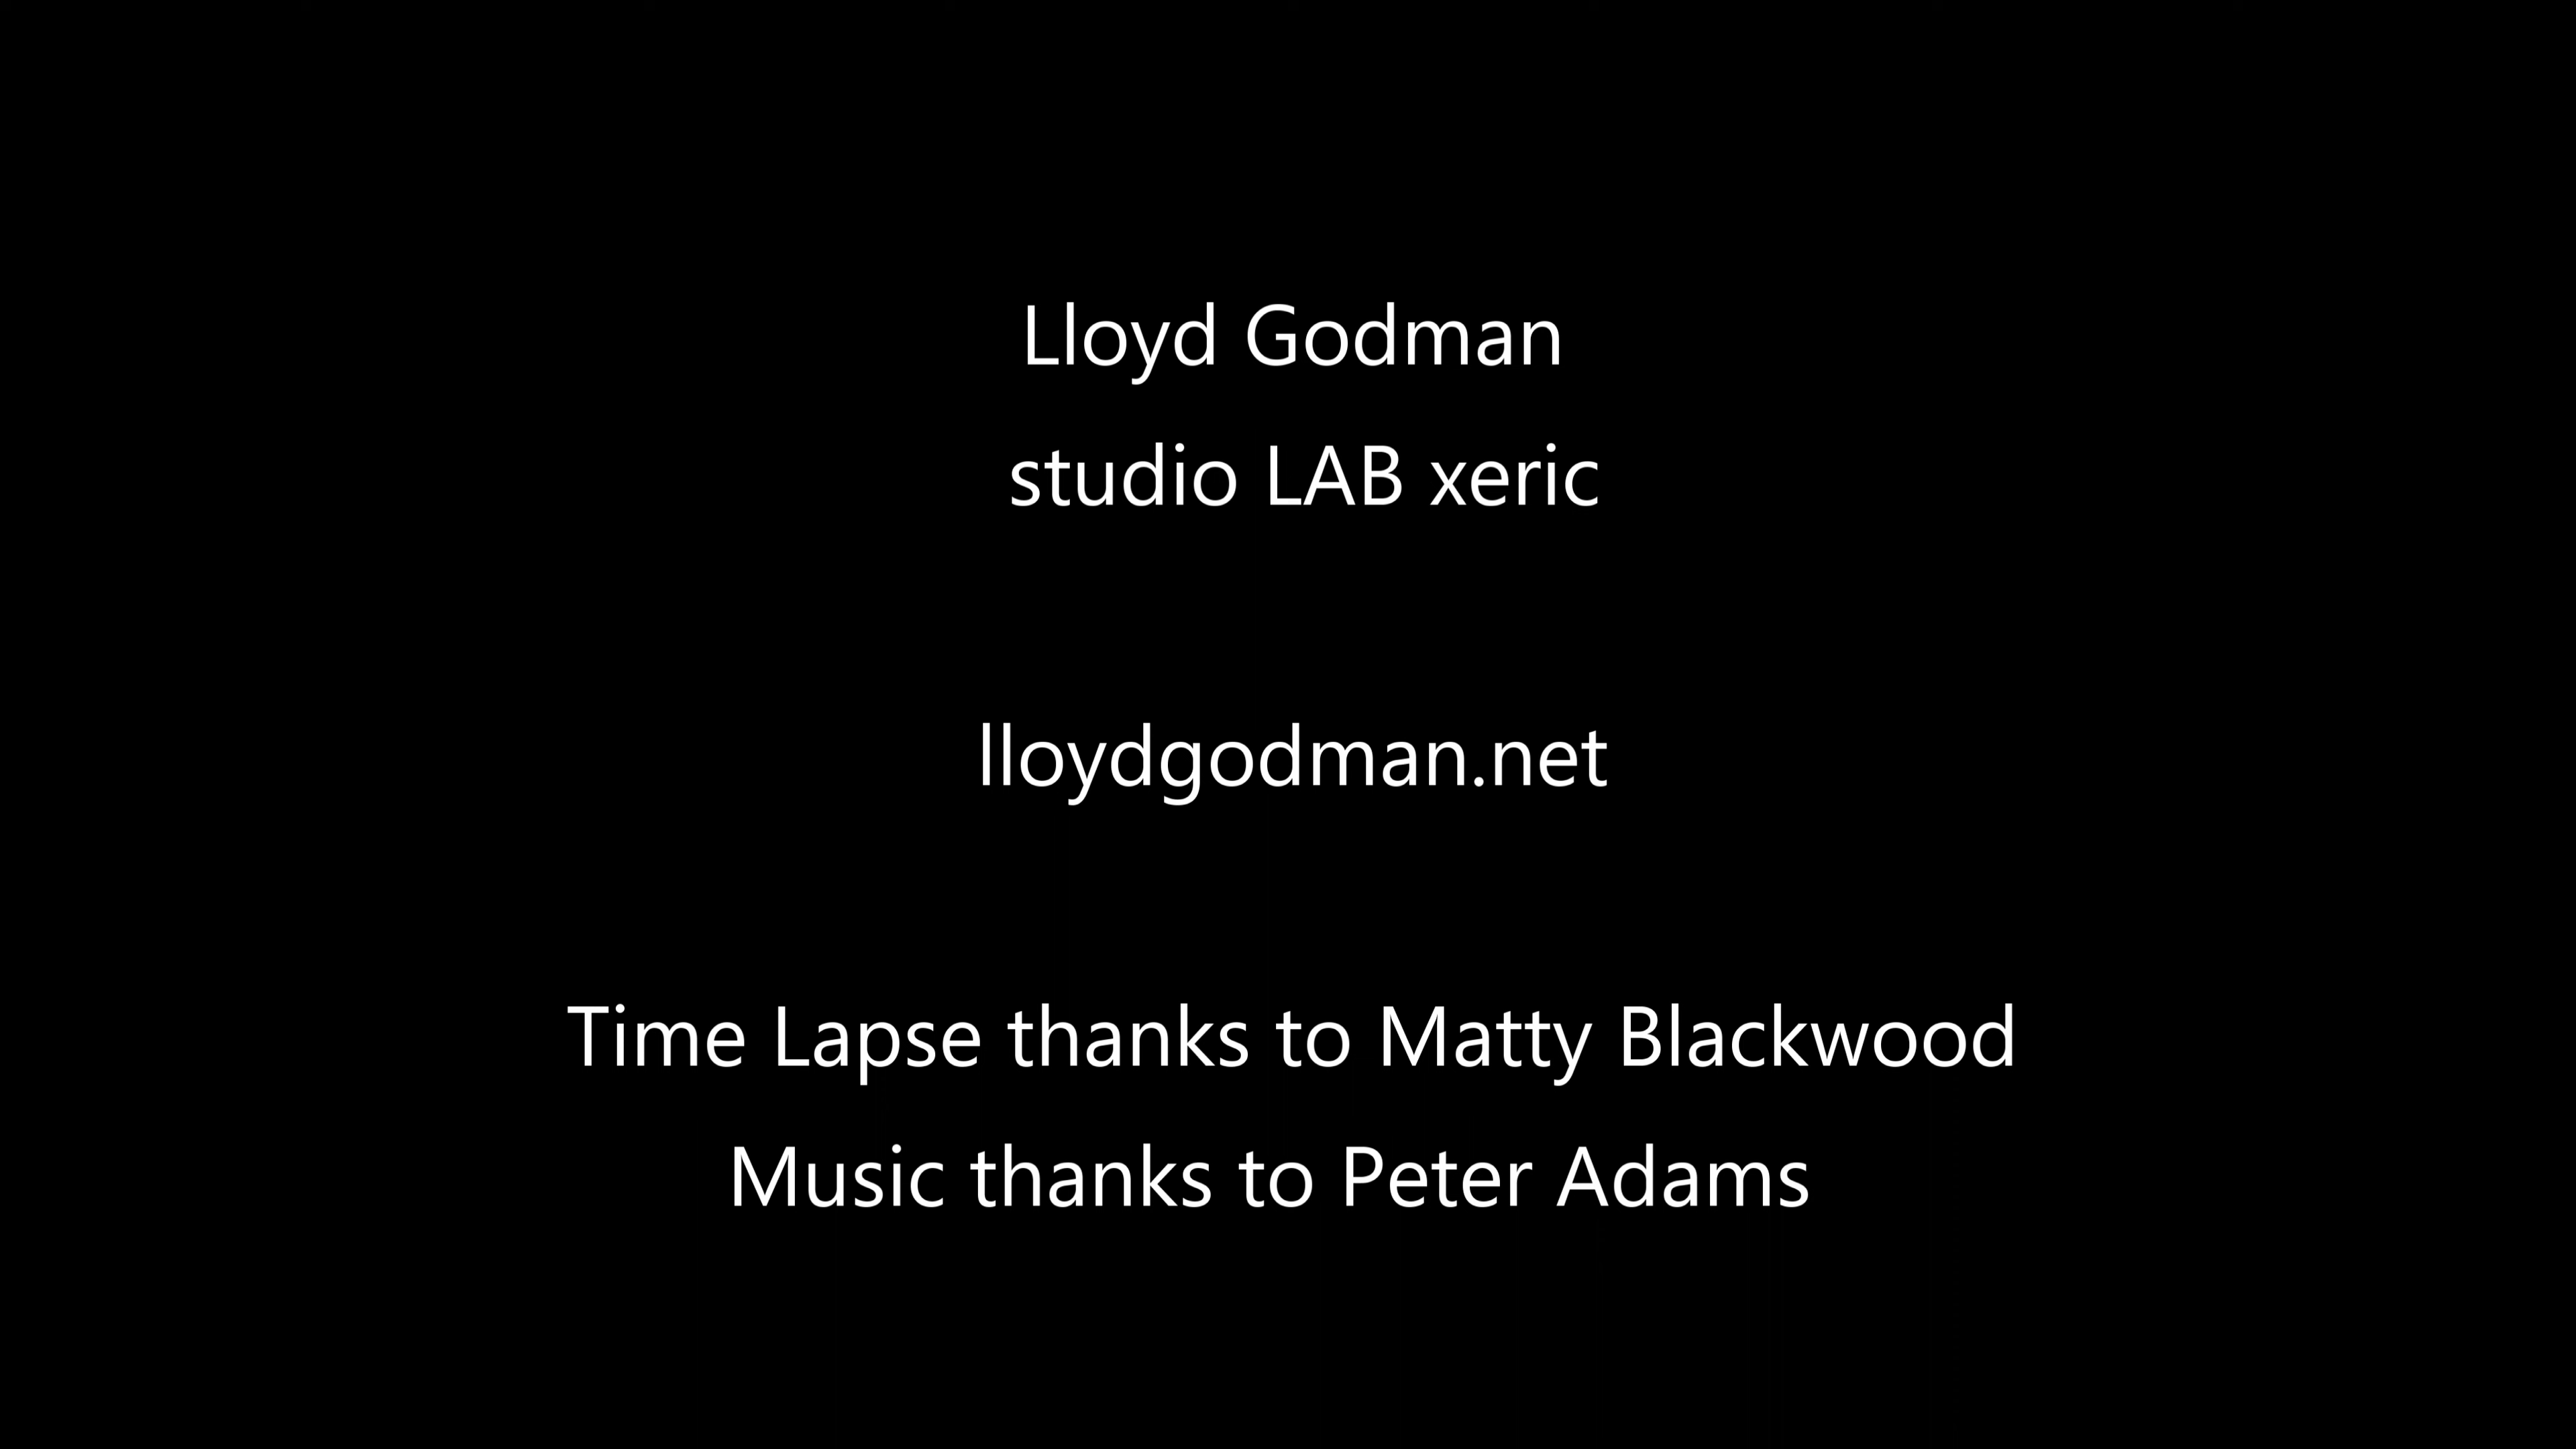 Lloyd Godman
studio LAB xeric
lloydgodman.net
Time Lapse thanks to Matty Blackwood
Music thanks to Peter Adams